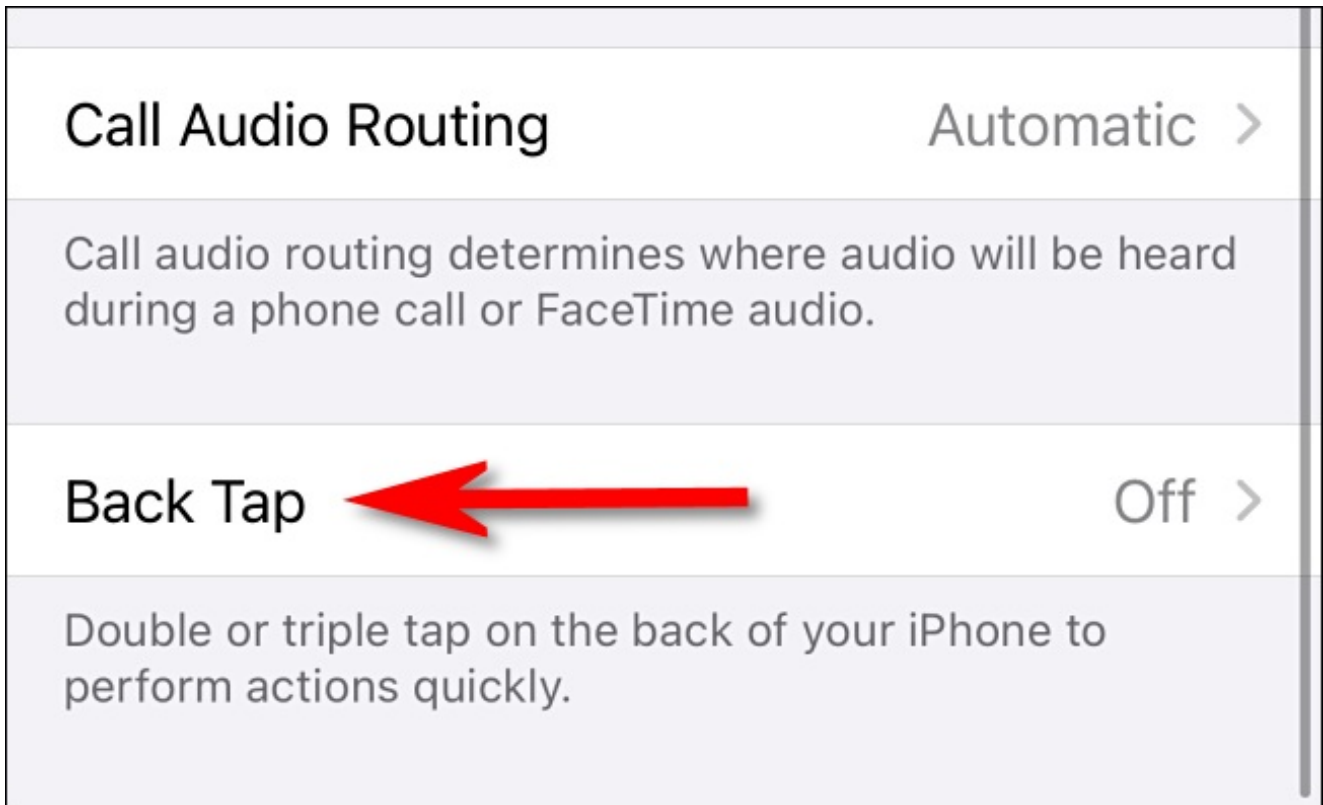 Call Audio Routing Automatic
Call audio routing determines where audio will be heard
during a phone call or FaceTime audio.
Back Tap Off
Double or triple tap on the back of your iPhone to
perform actions quickly.